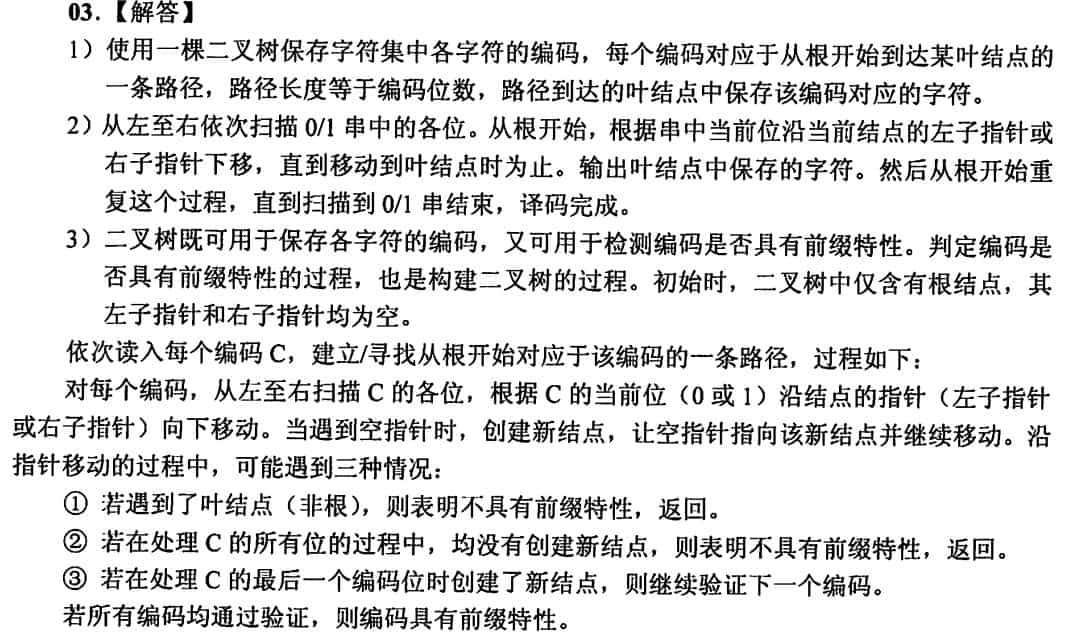 03.【解答】
1）使用一棵二叉树保存字符集中各字符的编码，每个编码对应于从根开始到达某叶结点的
一条路径，路径长度等于编码位数，路径到达的叶结点中保存该编码对应的字符。
2）从左至右依次扫描 0/1 串中的各位。从根开始，根据串中当前位沿当前结点的左子指针或
右子指针下移，直到移动到叶结点时为止。输出叶结点中保存的字符。然后从根开始重
复这个过程，直到扫描到 0/1 串结束，译码完成。
3）二叉树既可用于保存各字符的编码，又可用于检测编码是否具有前缀特性。判定编码是
否具有前缀特性的过程，也是构建二叉树的过程。初始时，二叉树中仅含有根结点，其
左子指针和右子指针均为空。
依次读入每个编码 C，建立/寻找从根开始对应于该编码的一条路径，过程如下：
对每个编码，从左至右扫描 C 的各位，根据 C 的当前位（0 或 1）沿结点的指针（左子指针
或右子指针）向下移动。当遇到空指针时，创建新结点，让空指针指向该新结点并继续移动。沿
指针移动的过程中，可能遇到三种情况：
① 若遇到了叶结点（非根），则表明不具有前缀特性，返回。
② 若在处理 C 的所有位的过程中，均没有创建新结点，则表明不具有前缀特性，返回。
③ 若在处理 C 的最后一个编码位时创建了新结点，则继续验证下一个编码。
若所有编码均通过验证，则编码具有前缀特性。